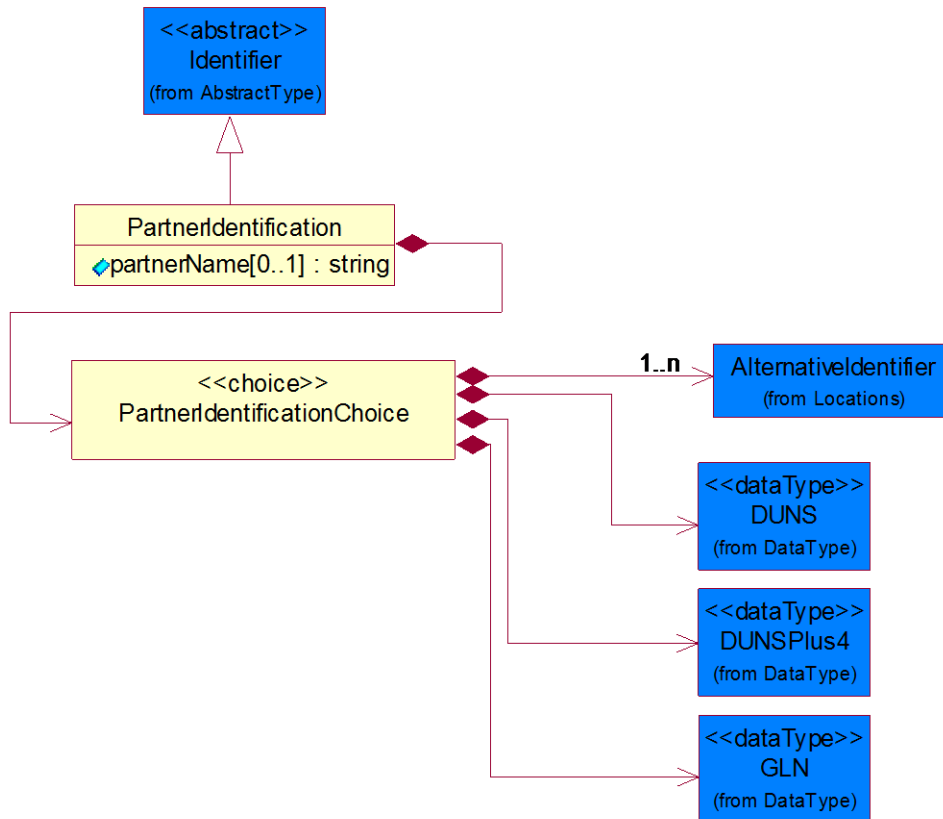 <<abstract>>
Identifier
(from AbstractType)
PartnerIdentification
partnerName[0..1] : string
<<choice>>
PartnerIdentificationChoice
1..n
AlternativeIdentifier
(from Locations)
<<dataType>>
DUNS
(from DataType)
<<dataType>>
DUNSPlus4
(from DataType)
<<dataType>>
GLN
(from DataType)